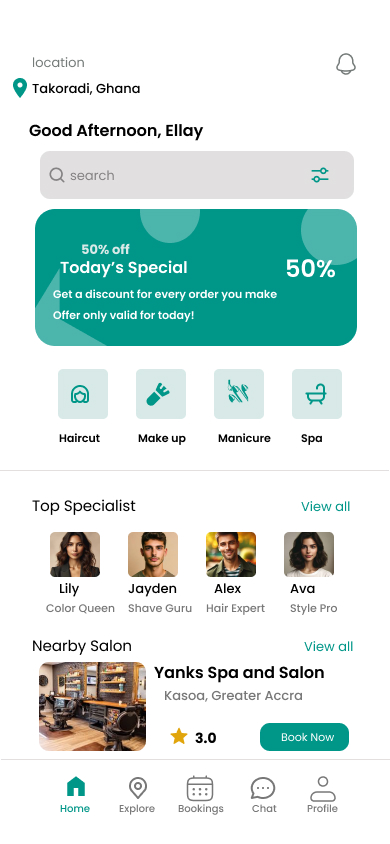 location
Takoradi, Ghana
Good Afternoon, Ellay
search
50% off
Today’s Special
50%
Get a discount for every order you make
Offer only valid for today!
Haircut
Make up
Manicure
Spa
Top Specialist
View all
Lily
Jayden
Alex
Ava
Color Queen
Shave Guru
Hair Expert
Style Pro
Nearby Salon
View all
Yanks Spa and Salon
Kasoa, Greater Accra
3.0
Book Now
Home
Explore
Bookings
Chat
Profile